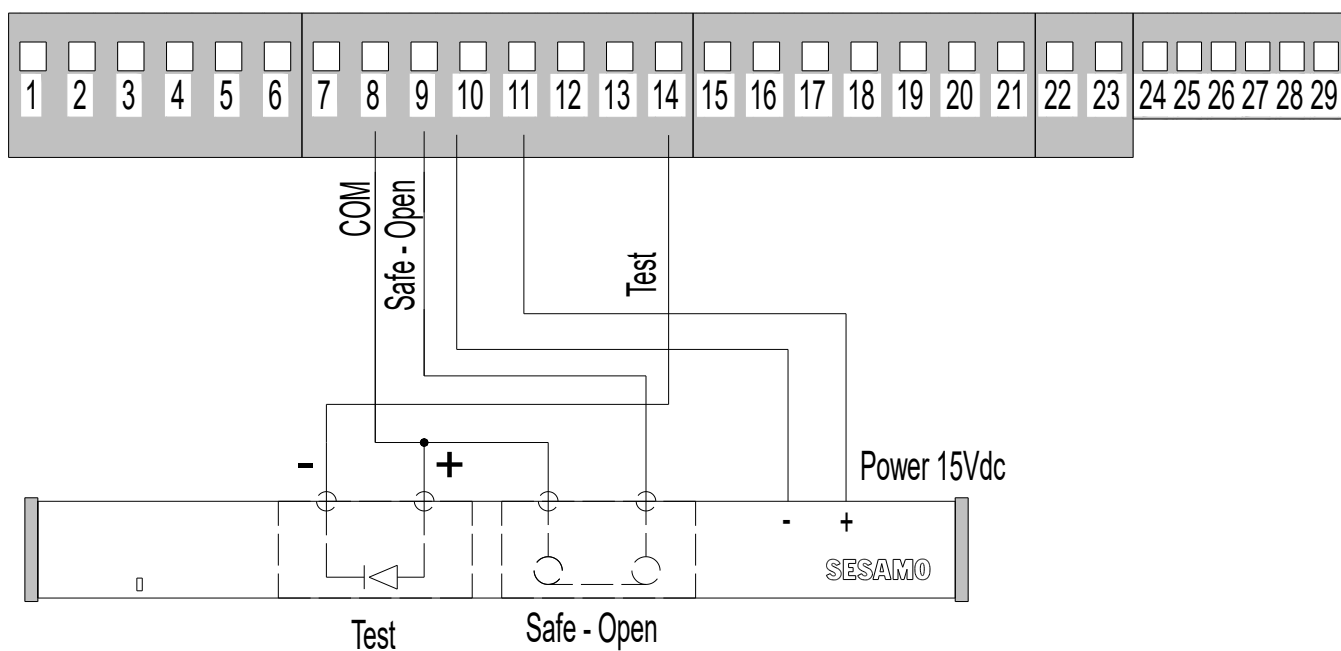 1 2 3 4 5 6 7 8 9 10 11 12 13 14 15 16 17 18 19 20 21 22 23 24 25 26 27 28 29
COM
Safe - Open
Test
- +
Power 15Vdc
- +
SESAMO
Test
Safe - Open